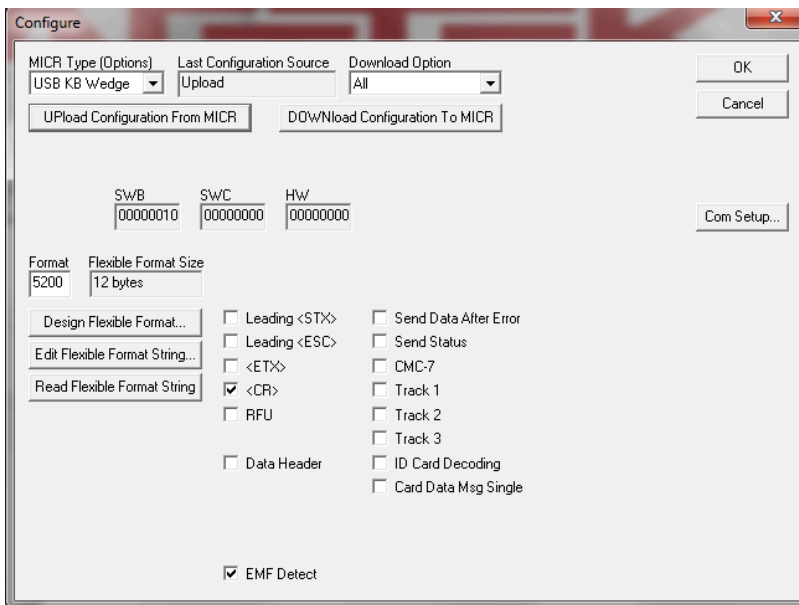 Configure
MICR Type (Options) Last Configuration Source Download Option
USB KB Wedge Upload All OK
Cancel
UPload Configuration From MICR DOWNload Configuration To MICR
SWB SWC HW
00000010 00000000 00000000 Com Setup...
Format Flexible Format Size
5200 12 bytes
Design Flexible Format... Leading <STX> Send Data After Error
Leading <ESC> Send Status
Edit Flexible Format String... <ETX> CMC-7
Read Flexible Format String <CR> Track 1
RFU Track 2
Track 3
Data Header ID Card Decoding
Card Data Msg Single
EMF Detect